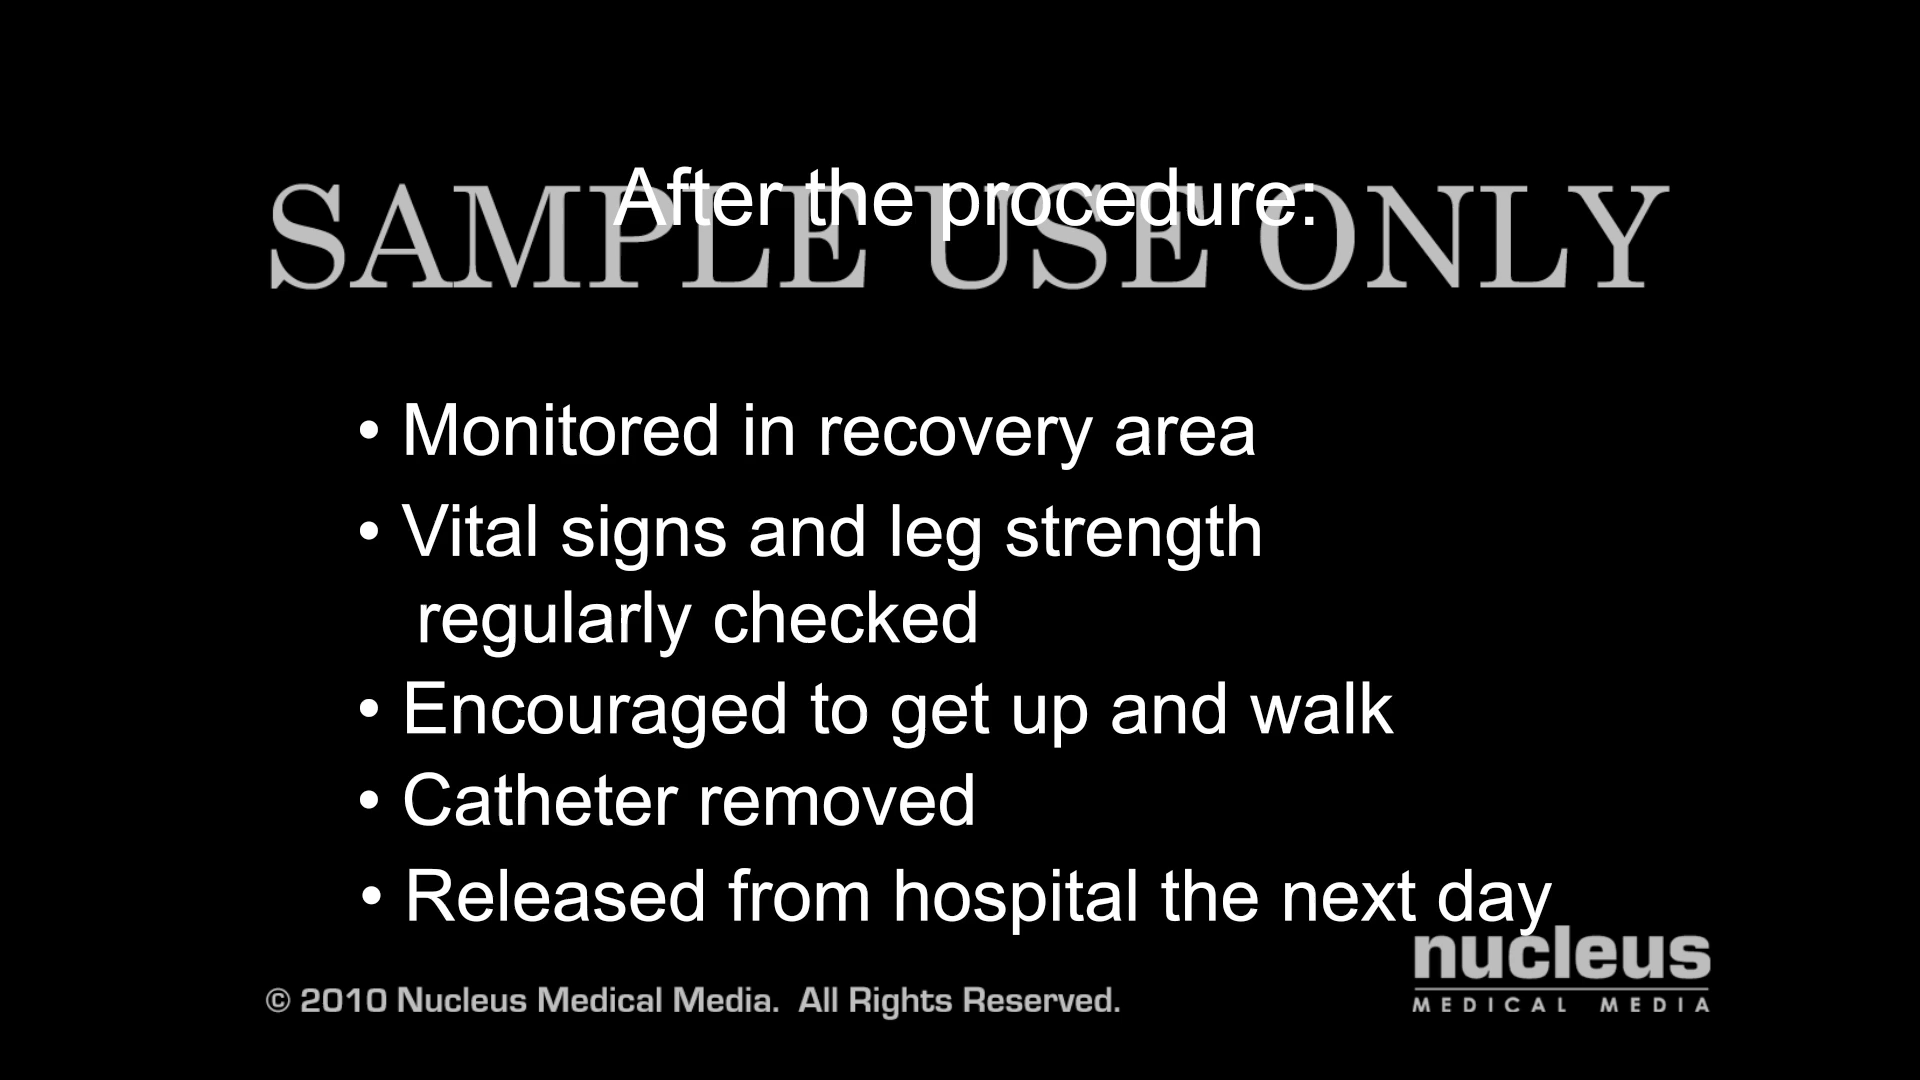 After the procedure:
SAMPLE USE ONLY
• Monitored in recovery area
• Vital signs and leg strength
regularly checked
• Encouraged to get up and walk
• Catheter removed
• Released from hospital the next day
nucleus
MEDICAL MEDIA
© 2010 Nucleus Medical Media. All Rights Reserved.